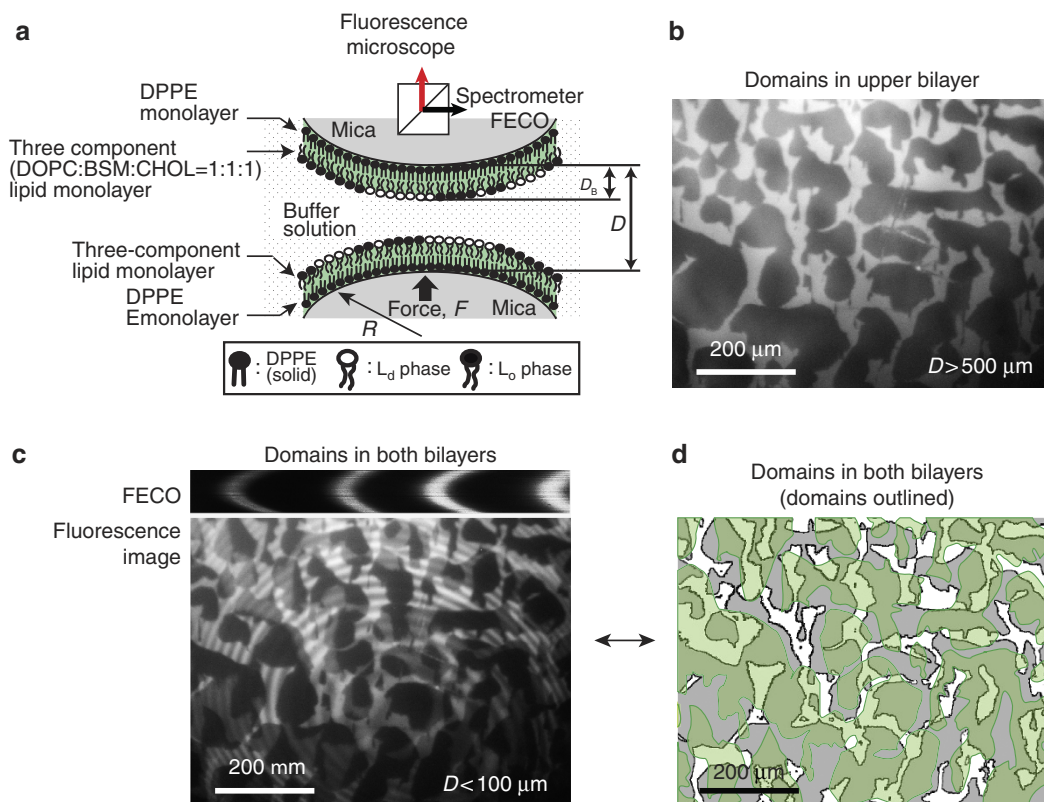 a
Fluorescence
microscope
DPPE
monolayer
Three component
(DOPC:BSM:CHOL=1:1:1)
lipid monolayer
Mica
Spectrometer
FECO
D_B
D
Buffer
solution
Three-component
lipid monolayer
DPPE
Emonolayer
R
Force, F
Mica
: DPPE
(solid)
: L_d phase
: L_o phase
b
Domains in upper bilayer
200 µm
D>500 µm
c
Domains in both bilayers
FECO
Fluorescence
image
200 mm
D<100 µm
d
Domains in both bilayers
(domains outlined)
200 µm